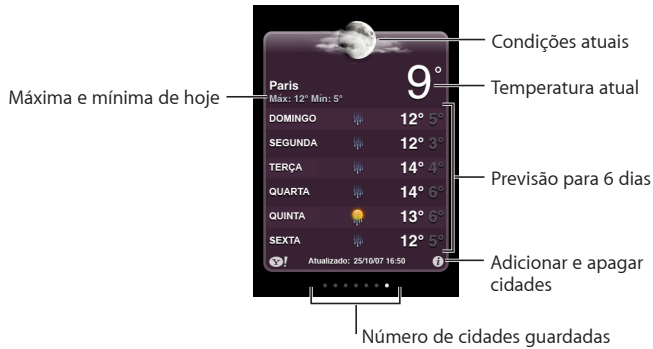 Condições atuais
9°
Temperatura atual
Paris
Máxima e mínima de hoje
Máx: 12° Mín: 5°
DOMINGO 12° 5°
SEGUNDA 12° 3°
TERÇA 14° 4°
QUARTA 14° 6°
QUINTA 13° 6°
SEXTA 12° 5°
Previsão para 6 dias
Y! Atualizado: 25/10/07 16:50 i
Adicionar e apagar
cidades
Número de cidades guardadas